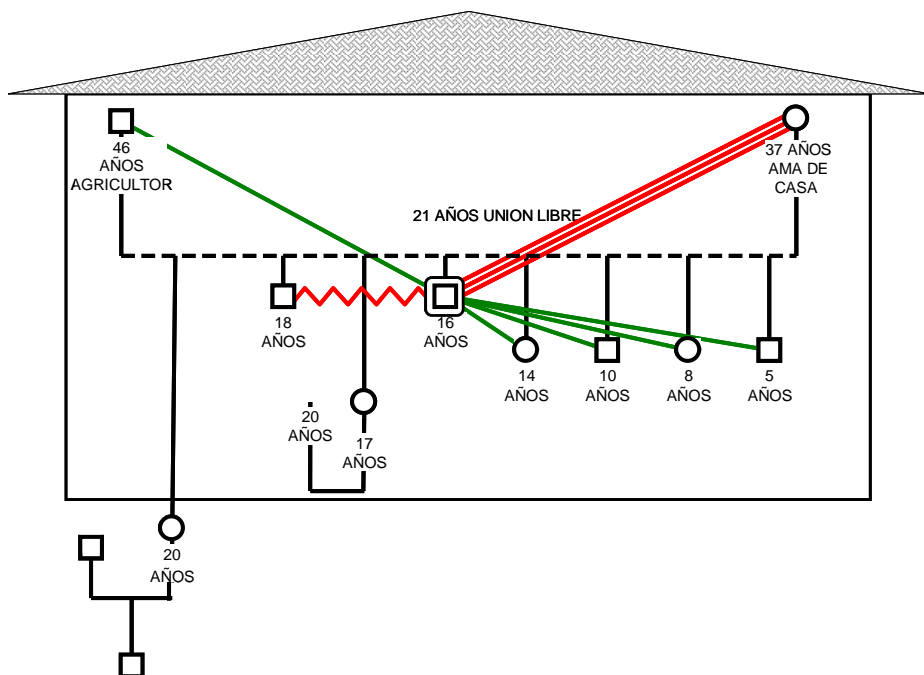 46
AÑOS
AGRICULTOR
37 AÑOS
AMA DE
CASA
21 AÑOS UNION LIBRE
18
AÑOS
16
AÑOS
14
AÑOS
10
AÑOS
8
AÑOS
5
AÑOS
20
AÑOS
17
AÑOS
20
AÑOS